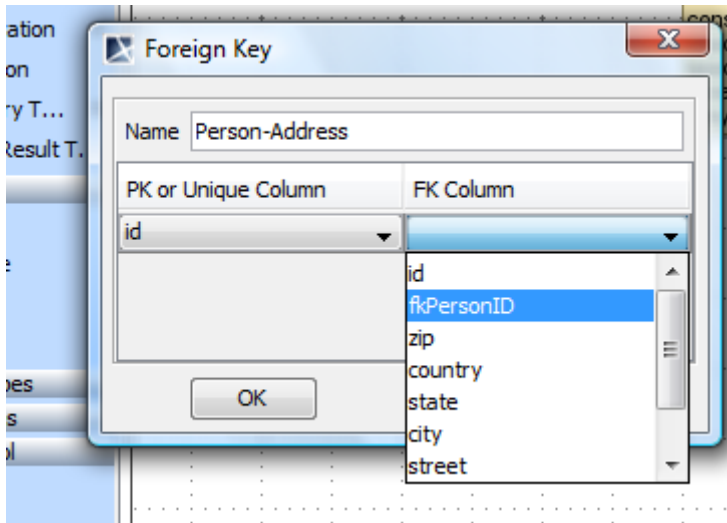 ation
on
ry T...
Result T.
Foreign Key
Name Person-Address
PK or Unique Column FK Column
id
id
fkPersonID
zip
country
state
city
street
OK
pes
s
ol
cons